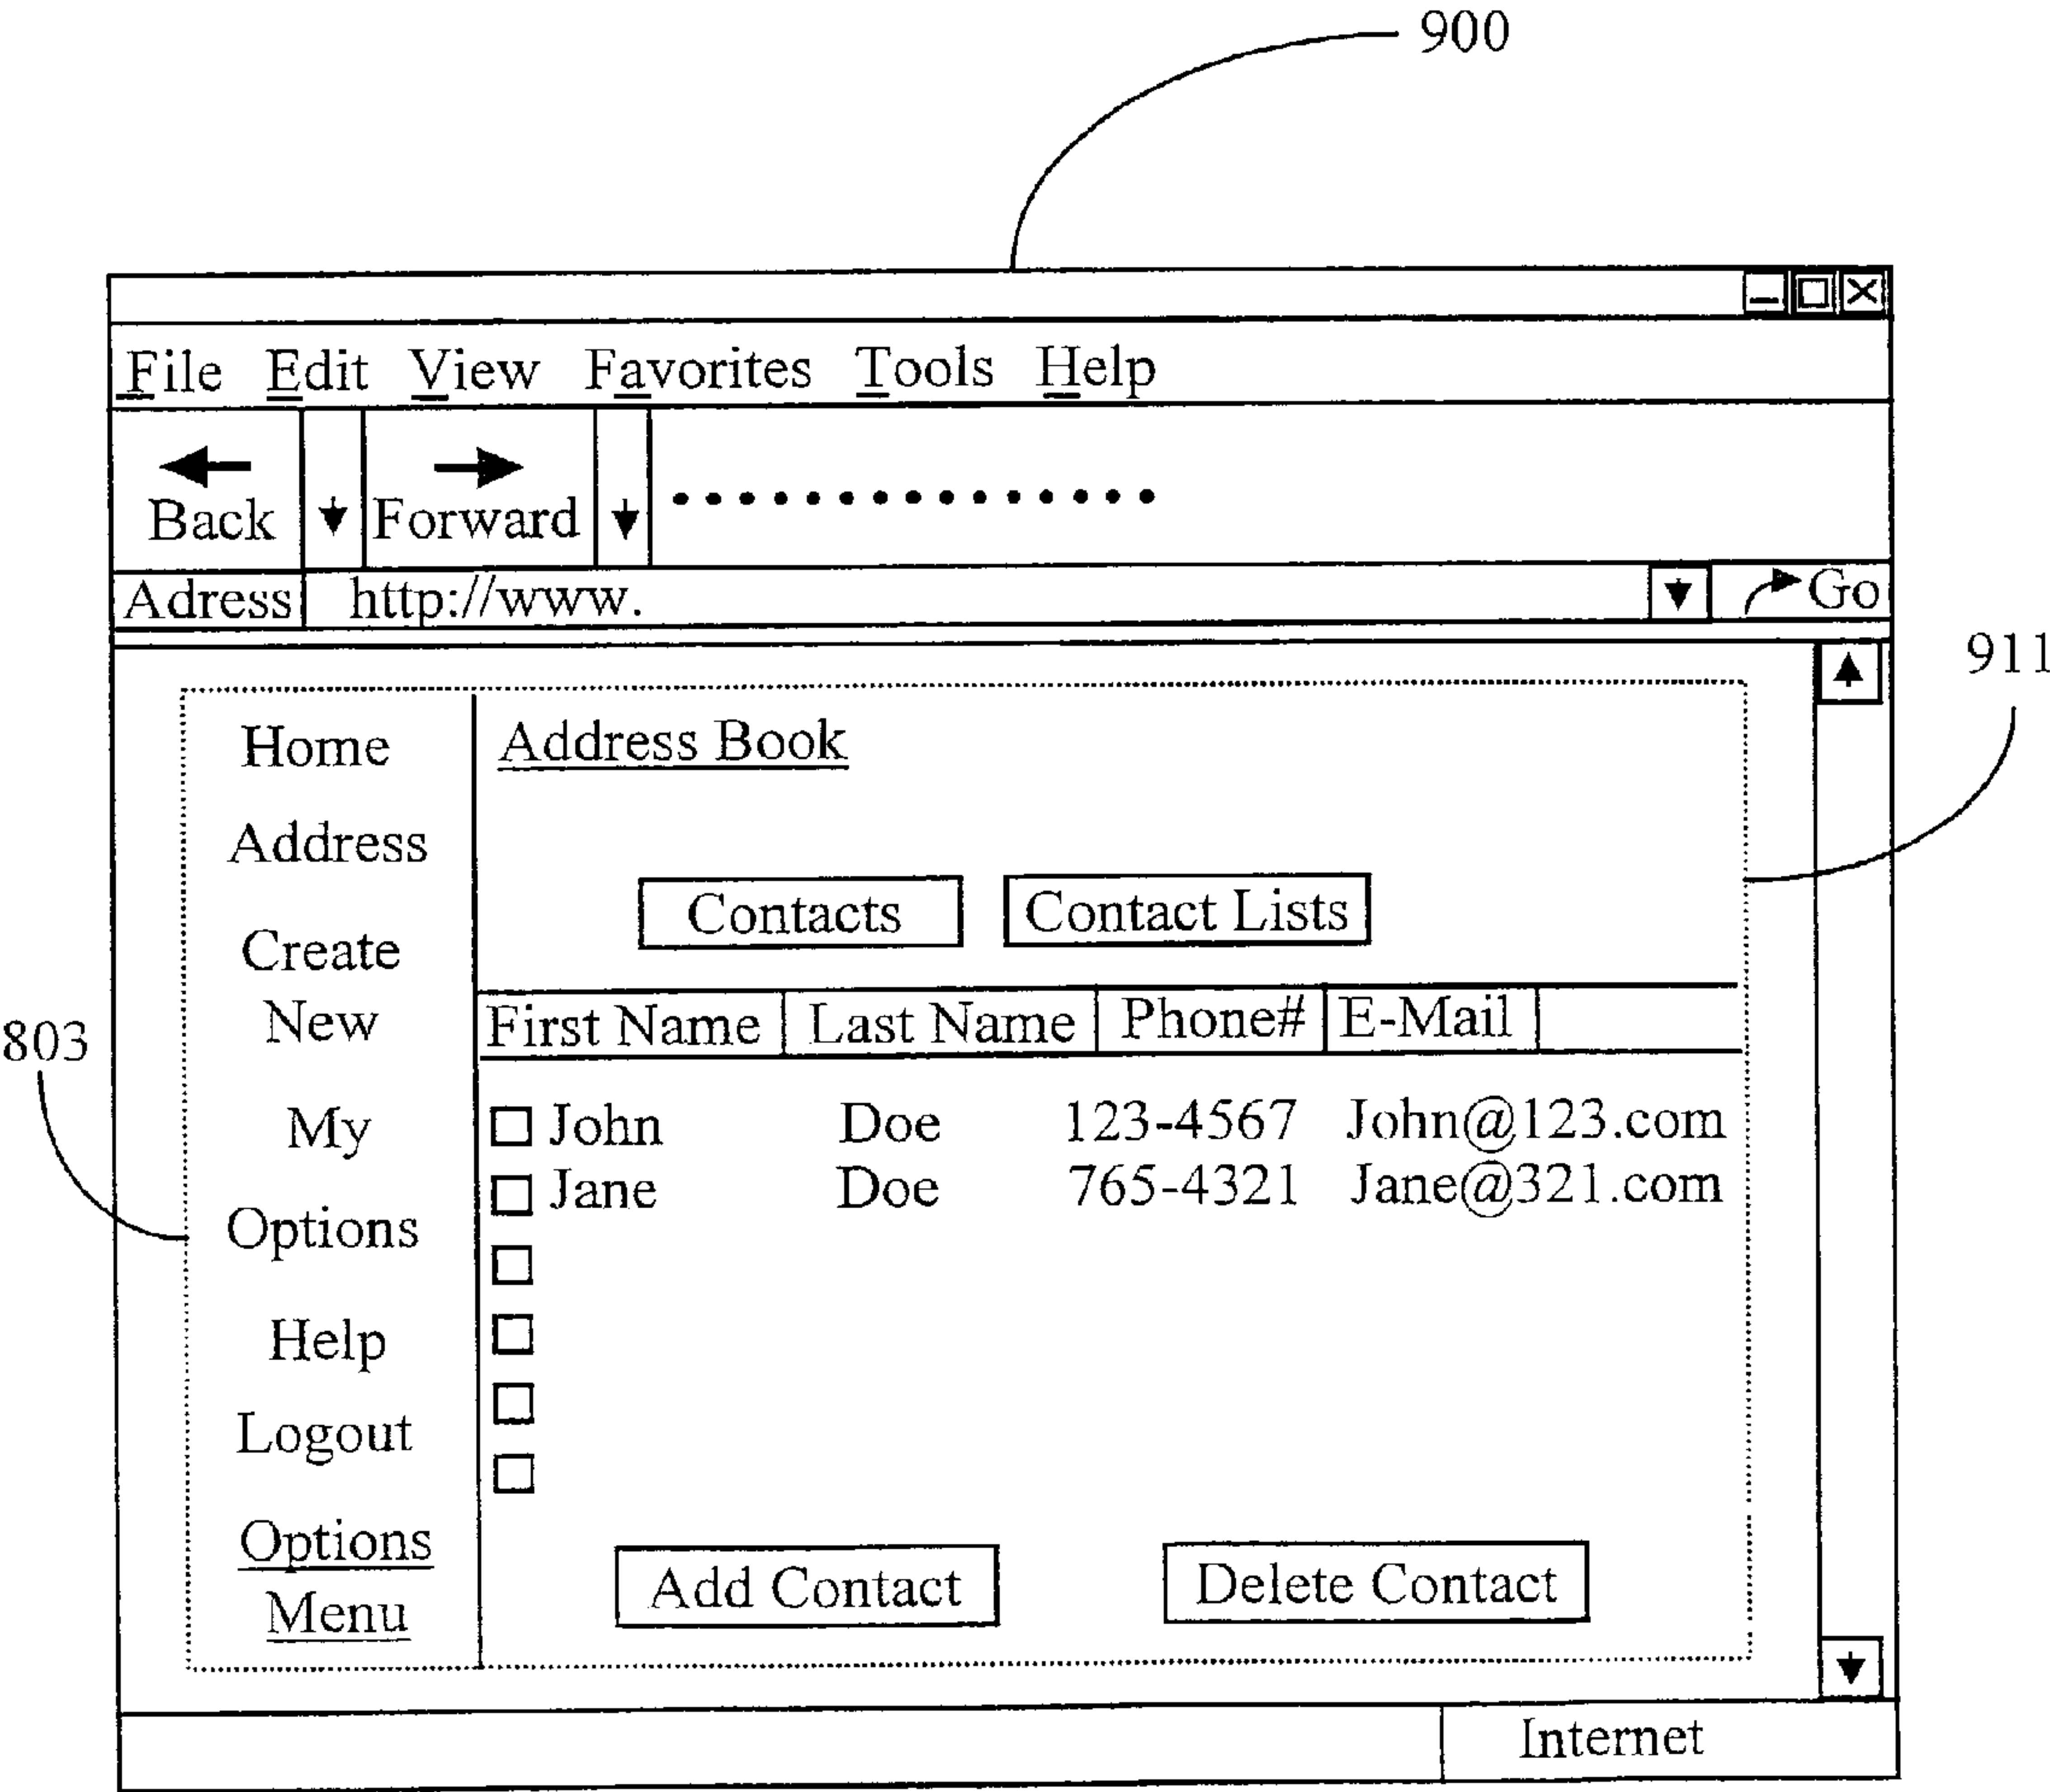 900
File Edit View Favorites Tools Help
Back Forward
Adress http://www. Go
911
803
Home
Address
Create
New
My
Options
Help
Logout
Options
Menu
Address Book
Contacts Contact Lists
First Name Last Name Phone# E-Mail
John Doe 123-4567 John@123.com
Jane Doe 765-4321 Jane@321.com
Add Contact Delete Contact
Internet